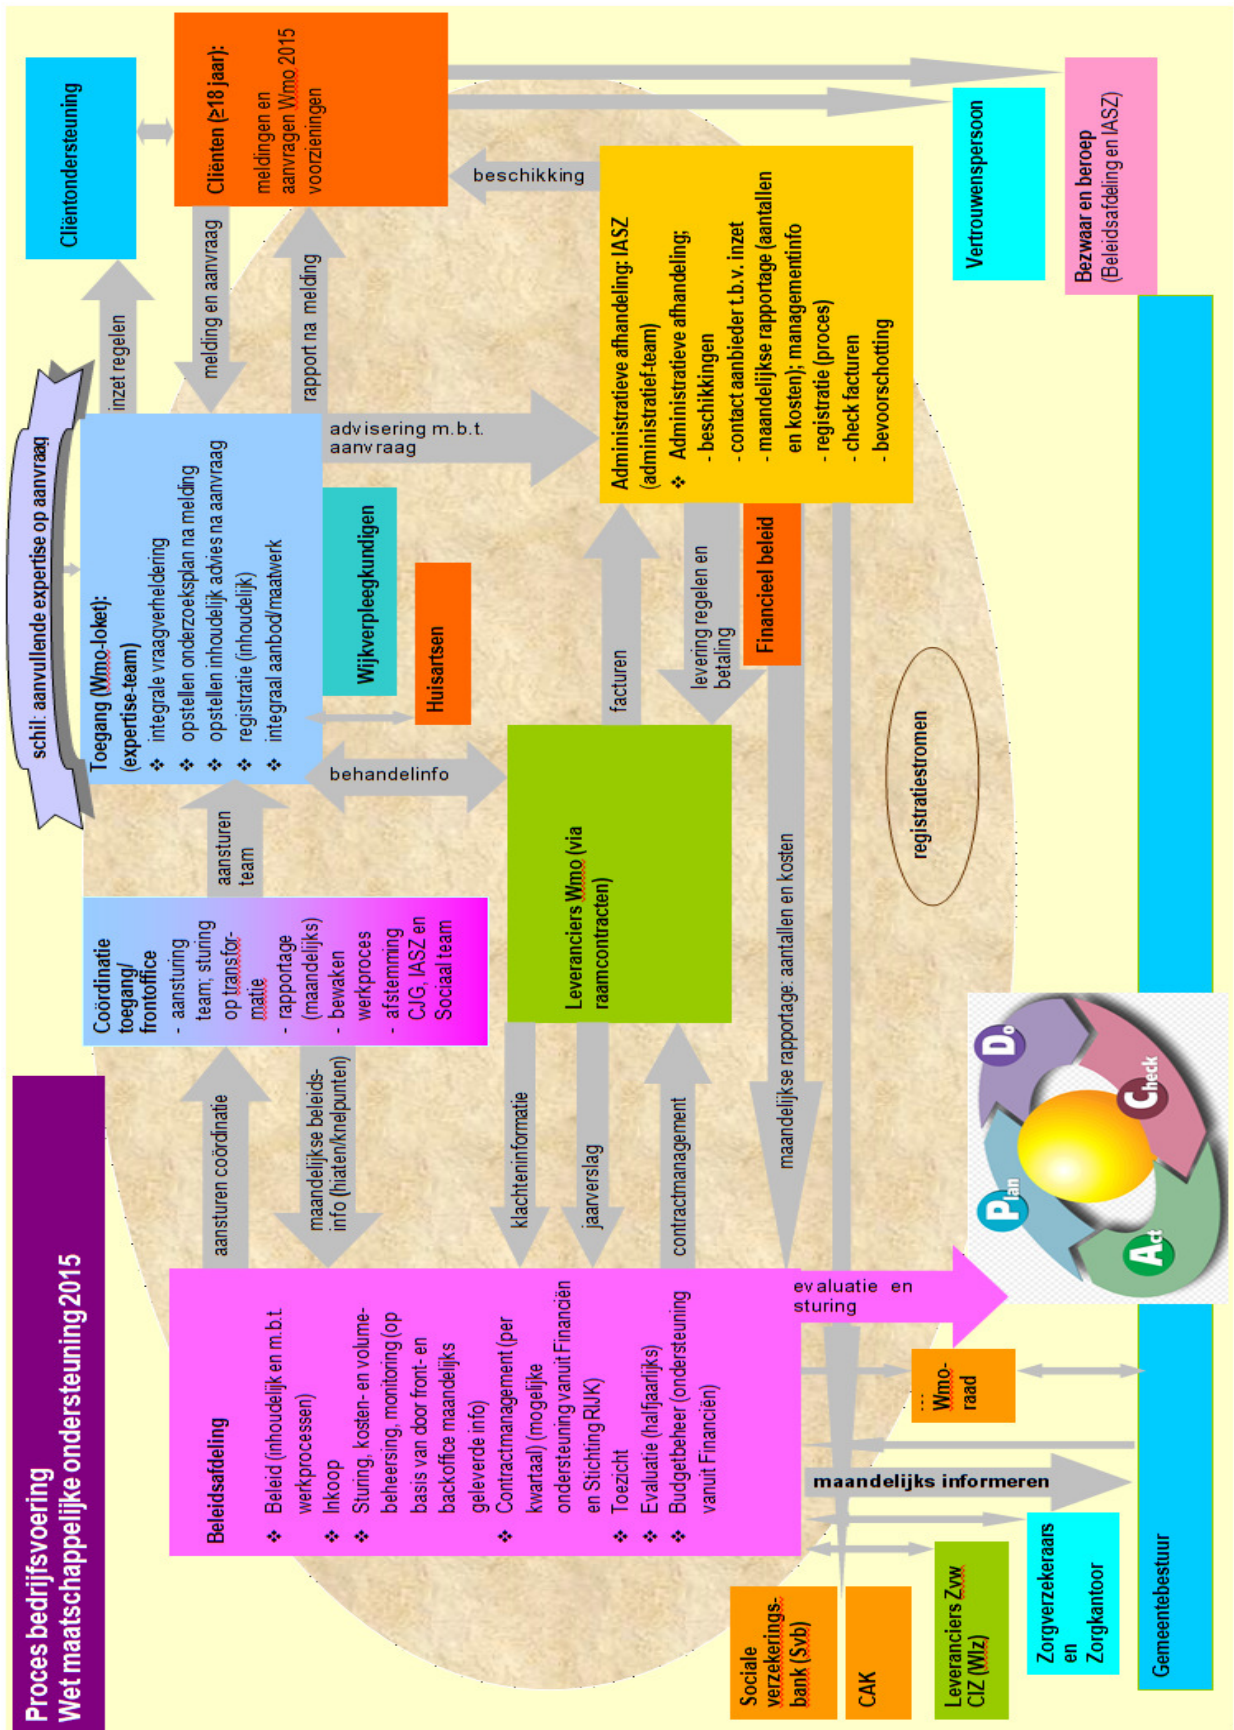 Proces bedrijfsvoering
Wet maatschappelijke ondersteuning 2015
schil: aanvullende expertise op aanvraag
Cliëntondersteuning
inzet regelen
Cliënten (≥18 jaar):
meldingen en
aanvragen Wmo 2015
voorzieningen
melding en aanvraag
rapport na melding
Toegang (Wmo-loket):
(expertise-team)
❖ integrale vraagverheldering
❖ opstellen onderzoeksplan na melding
❖ opstellen inhoudelijk advies na aanvraag
❖ registratie (inhoudelijk)
❖ integraal aanbod/maatwerk
Coördinatie
toegang/
frontoffice
- aansturing
team; sturing
op transfor-
matie
- rapportage
(maandelijks)
- bewaken
werkproces
- afstemming
CJG, IASZ en
Sociaal team
aansturen
team
aansturen coördinatie
maandelijkse beleids-
info (hiaten/knelpunten)
Wijkverpleegkundigen
Huisartsen
behandelinfo
advisering m.b.t.
aanvraag
beschikking
Beleidsafdeling
❖ Beleid (inhoudelijk en m.b.t.
werkprocessen)
❖ Inkoop
❖ Sturing, kosten- en volume-
beheersing, monitoring (op
basis van door front- en
backoffice maandelijks
geleverde info)
❖ Contractmanagement (per
kwartaal) (mogelijke
ondersteuning vanuit Financiën
en Stichting RIJK)
❖ Toezicht
❖ Evaluatie (halfjaarlijks)
❖ Budgetbeheer (ondersteuning
vanuit Financiën)
klachteninformatie
jaarverslag
contractmanagement
Leveranciers Wmo (via
raamcontracten)
facturen
levering regelen en
betaling
Administratieve afhandeling: IASZ
(administratief-team)
❖ Administratieve afhandeling;
- beschikkingen
- contact aanbieder t.b.v. inzet
- maandelijkse rapportage (aantallen
en kosten); managementinfo
- registratie (proces)
- check facturen
- bevoorschotting
Financieel beleid
maandelijkse rapportage: aantallen en kosten
registratiestromen
Vertrouwenspersoon
Bezwaar en beroep
(Beleidsafdeling en IASZ)
evaluatie en
sturing
Plan
Do
Check
Act
...
Wmo-
raad
maandelijks informeren
Sociale
verzekerings-
bank (Svb)
CAK
Leveranciers Zvw
CIZ (Wlz)
Zorgverzekeraars
en
Zorgkantoor
Gemeentebestuur